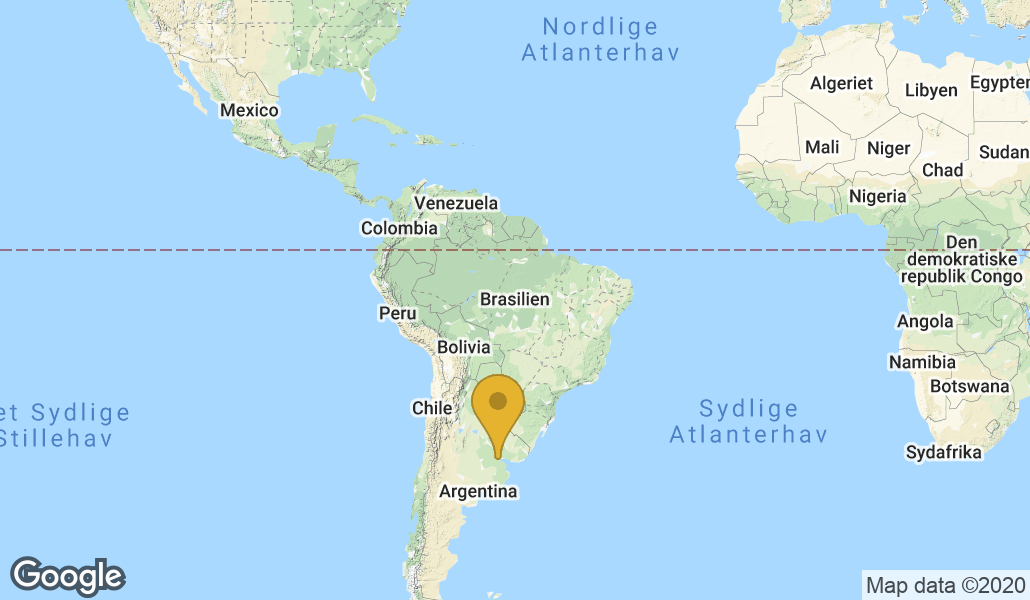 Nordlige
Atlanterhav
Algeriet
Libyen
Egypten
Mexico
Mali
Niger
Sudan
Chad
Nigeria
Venezuela
Colombia
Den
demokratiske
republik Congo
Brasilien
Peru
Angola
Bolivia
Namibia
Botswana
Chile
et Sydlige
Stillehav
Sydlige
Atlanterhav
Sydafrika
Argentina
Google
Map data ©2020